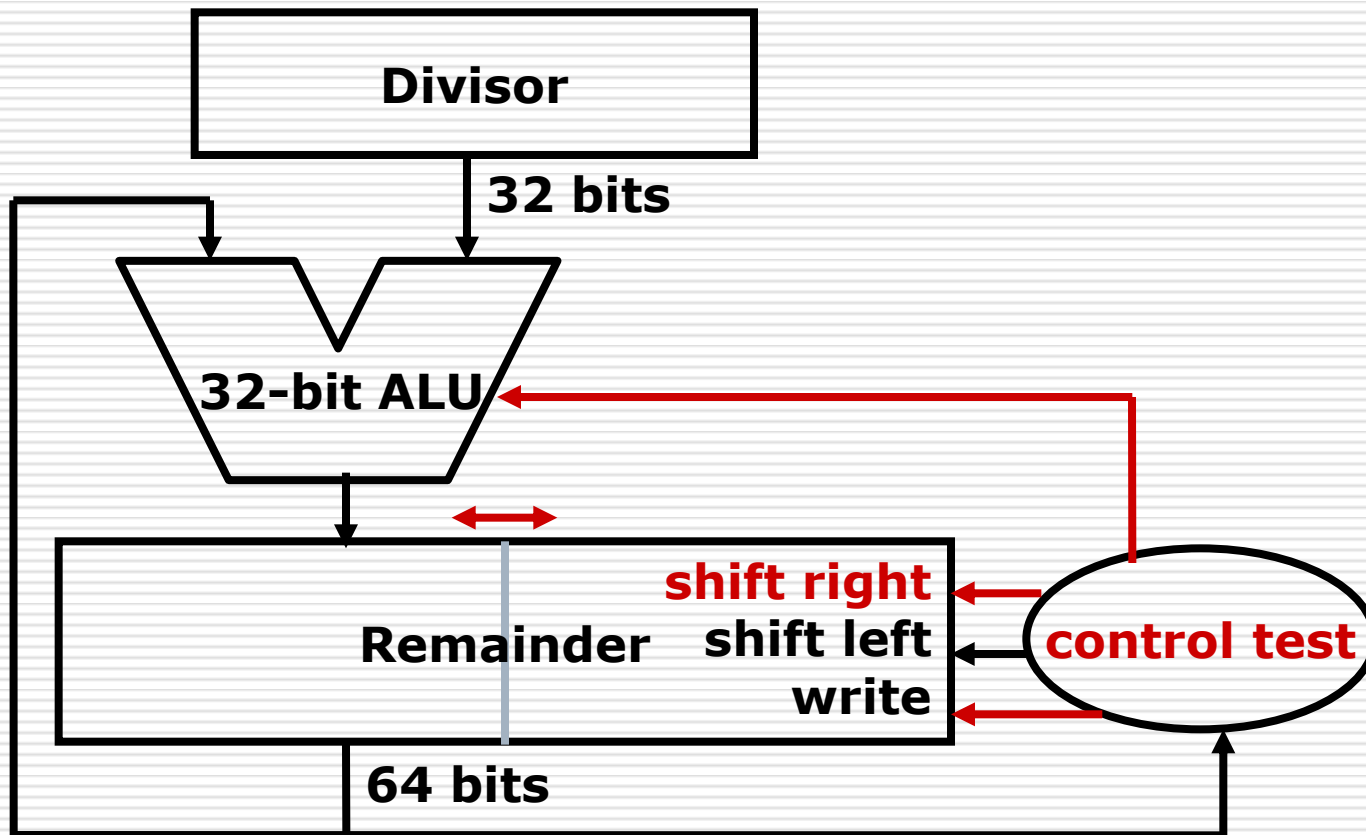 Divisor
32 bits
32-bit ALU
shift right
Remainder
shift left
control test
write
64 bits